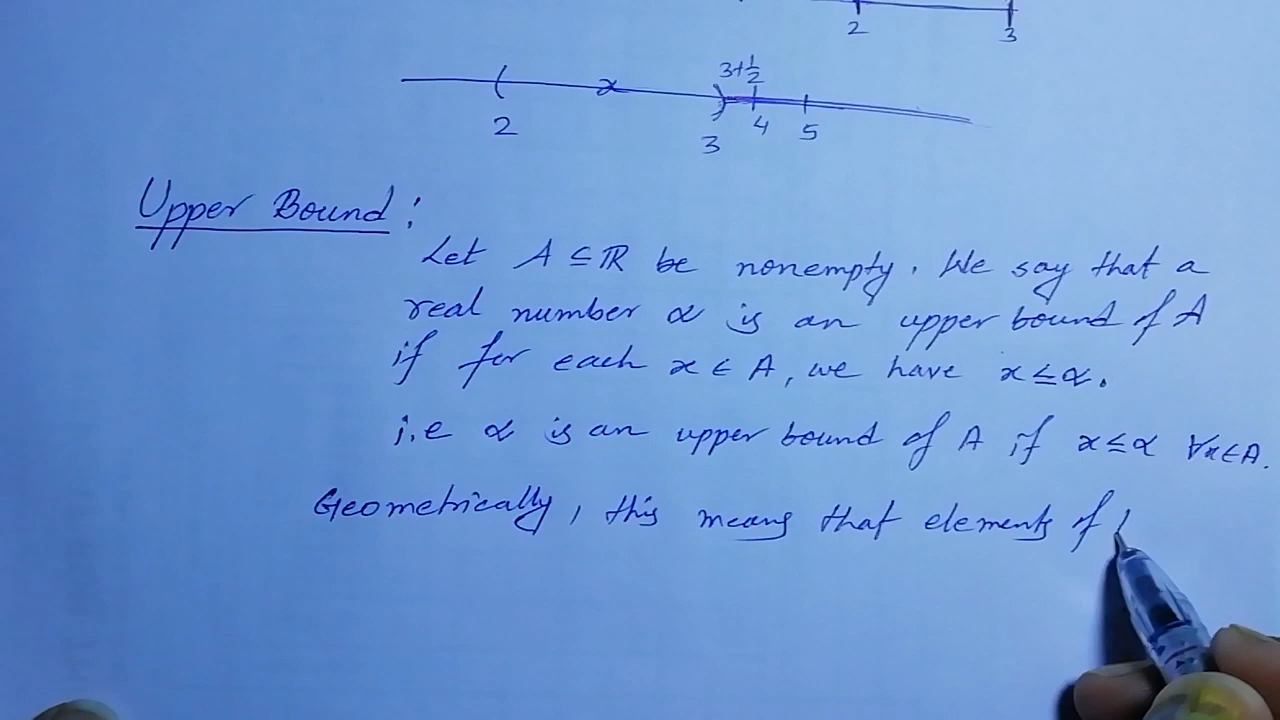 2 3
3+1/2
2 x 3 4 5
Upper Bound:
Let A ⊆ ℝ be nonempty. We say that a
real number α is an upper bound of A
if for each x ∈ A, we have x ≤ α.
i.e α is an upper bound of A if x ≤ α ∀x∈A.
Geometrically, this means that elements of